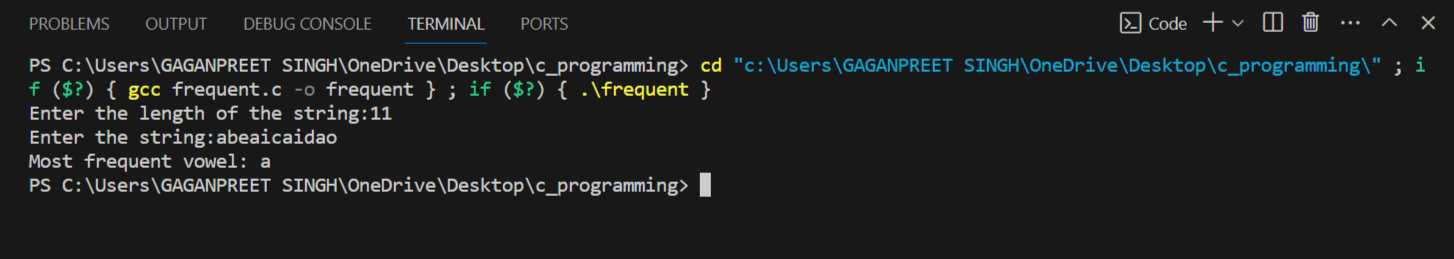 PROBLEMS OUTPUT DEBUG CONSOLE TERMINAL PORTS Code
PS C:\Users\GAGANPREET SINGH\OneDrive\Desktop\c_programming> cd "c:\Users\GAGANPREET SINGH\OneDrive\Desktop\c_programming\" ; i
f ($?) { gcc frequent.c -o frequent } ; if ($?) { .\frequent }
Enter the length of the string:11
Enter the string:abeaicaidao
Most frequent vowel: a
PS C:\Users\GAGANPREET SINGH\OneDrive\Desktop\c_programming>